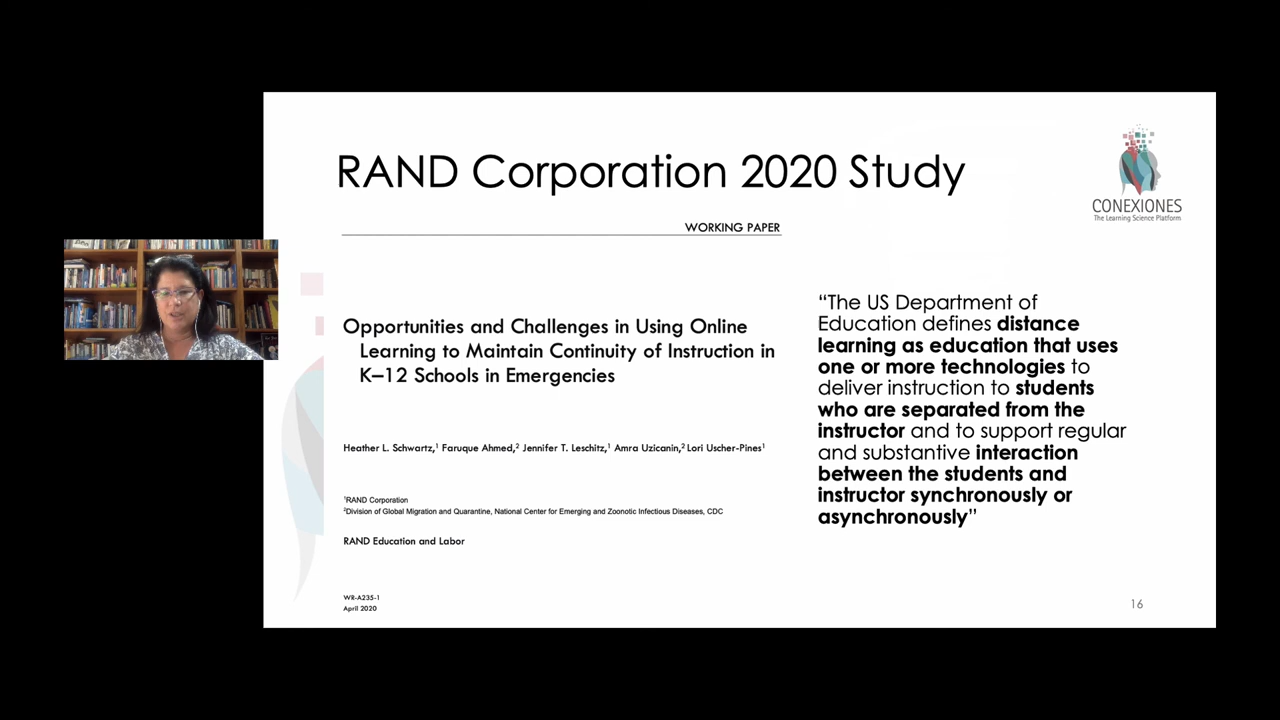 RAND Corporation 2020 Study
CONEXIONES
The Learning Science Platform
WORKING PAPER
Opportunities and Challenges in Using Online
Learning to Maintain Continuity of Instruction in
K–12 Schools in Emergencies
Heather L. Schwartz,¹ Faruque Ahmed,² Jennifer T. Leschitz,¹ Amra Uzicanin,² Lori Uscher-Pines¹
¹RAND Corporation
²Division of Global Migration and Quarantine, National Center for Emerging and Zoonotic Infectious Diseases, CDC
RAND Education and Labor
WR-A235-1
April 2020
“The US Department of
Education defines distance
learning as education that uses
one or more technologies to
deliver instruction to students
who are separated from the
instructor and to support regular
and substantive interaction
between the students and
instructor synchronously or
asynchronously”
16